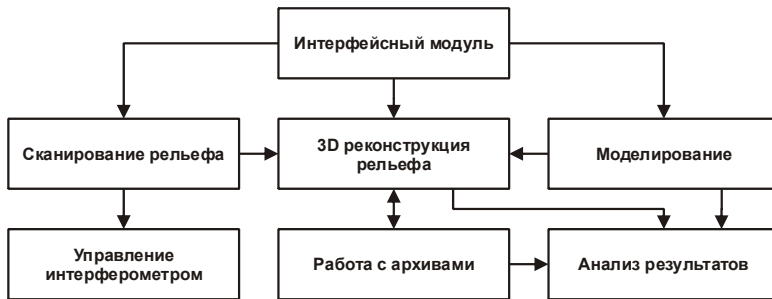 Интерфейсный модуль
Сканирование рельефа
3D реконструкция
рельефа
Моделирование
Управление
интерферометром
Работа с архивами
Анализ результатов